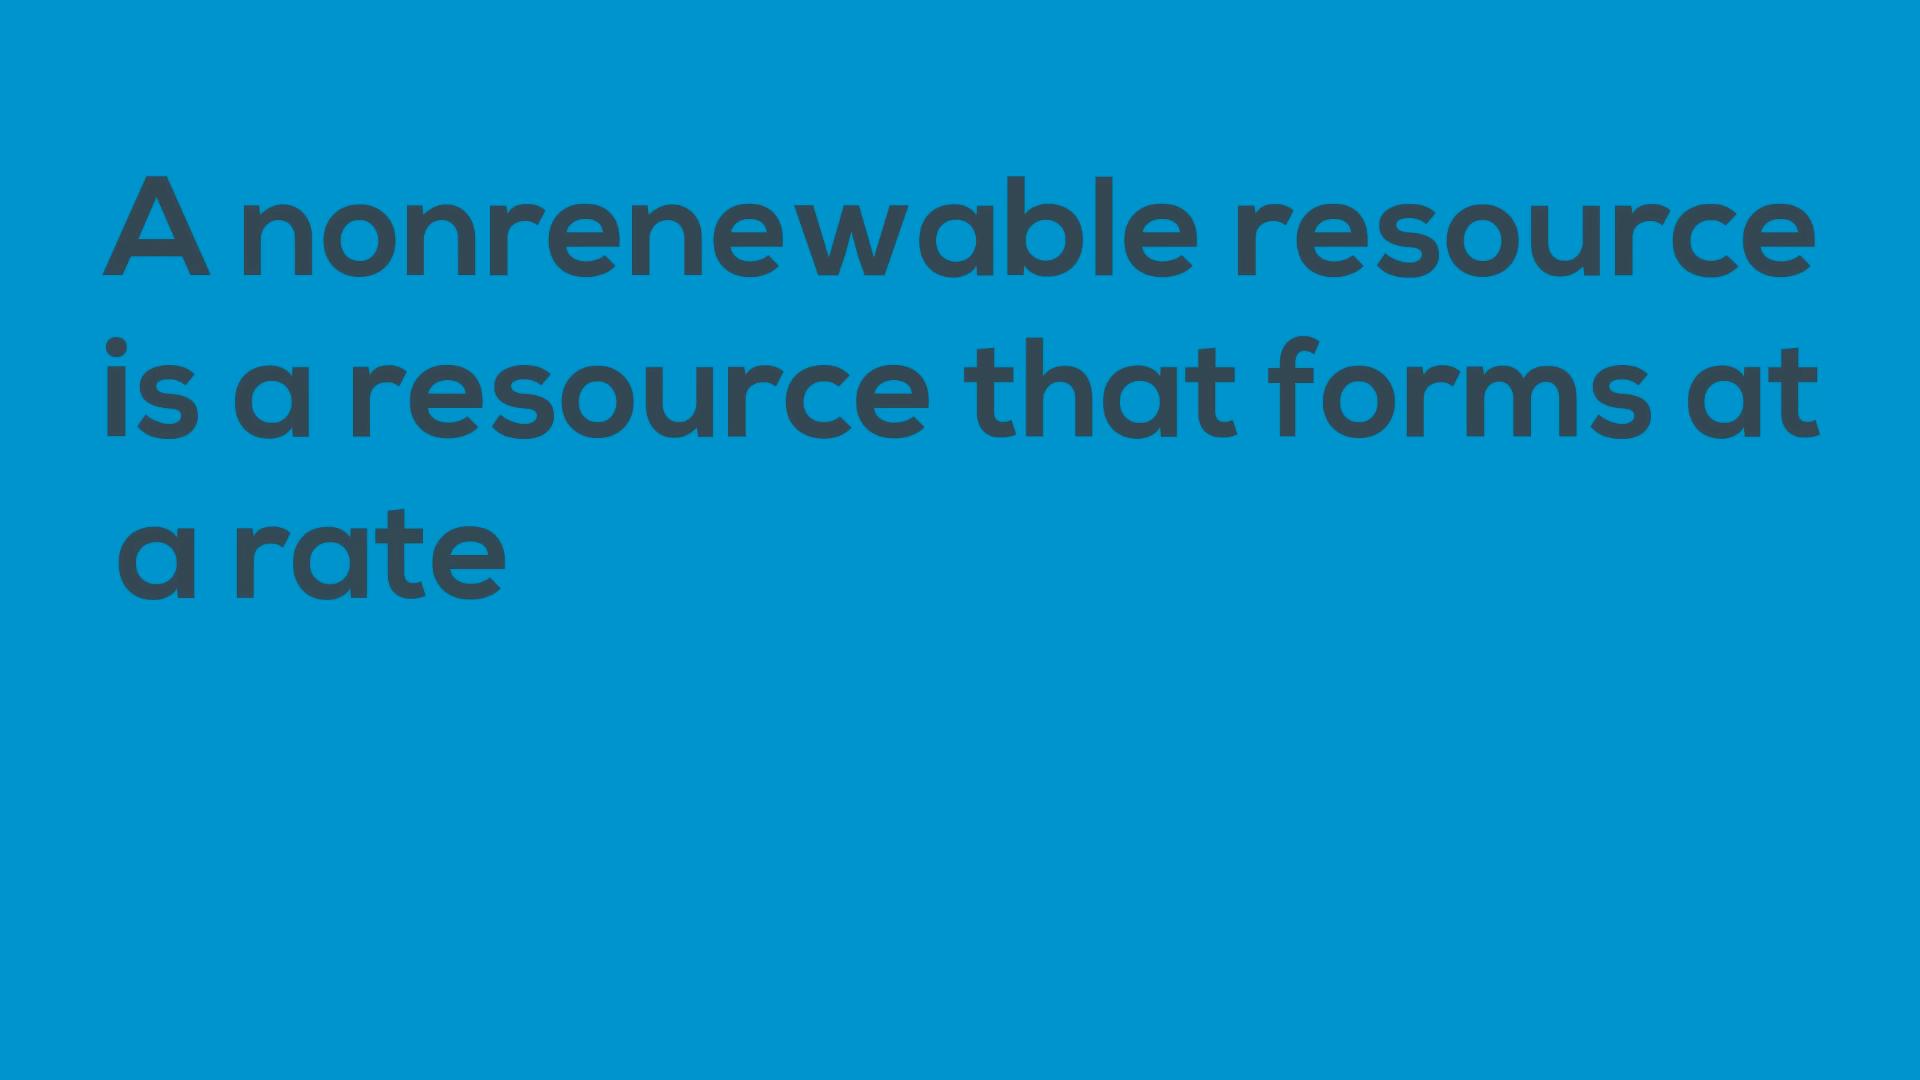 A nonrenewable resource
is a resource that forms at
a rate